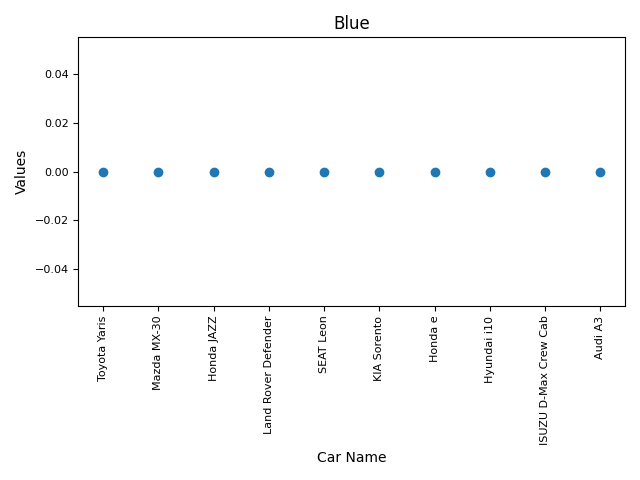 Blue
Values
0.04
0.02
0.00
−0.02
−0.04
Toyota Yaris
Mazda MX-30
Honda JAZZ
Land Rover Defender
SEAT Leon
KIA Sorento
Honda e
Hyundai i10
ISUZU D-Max Crew Cab
Audi A3
Car Name